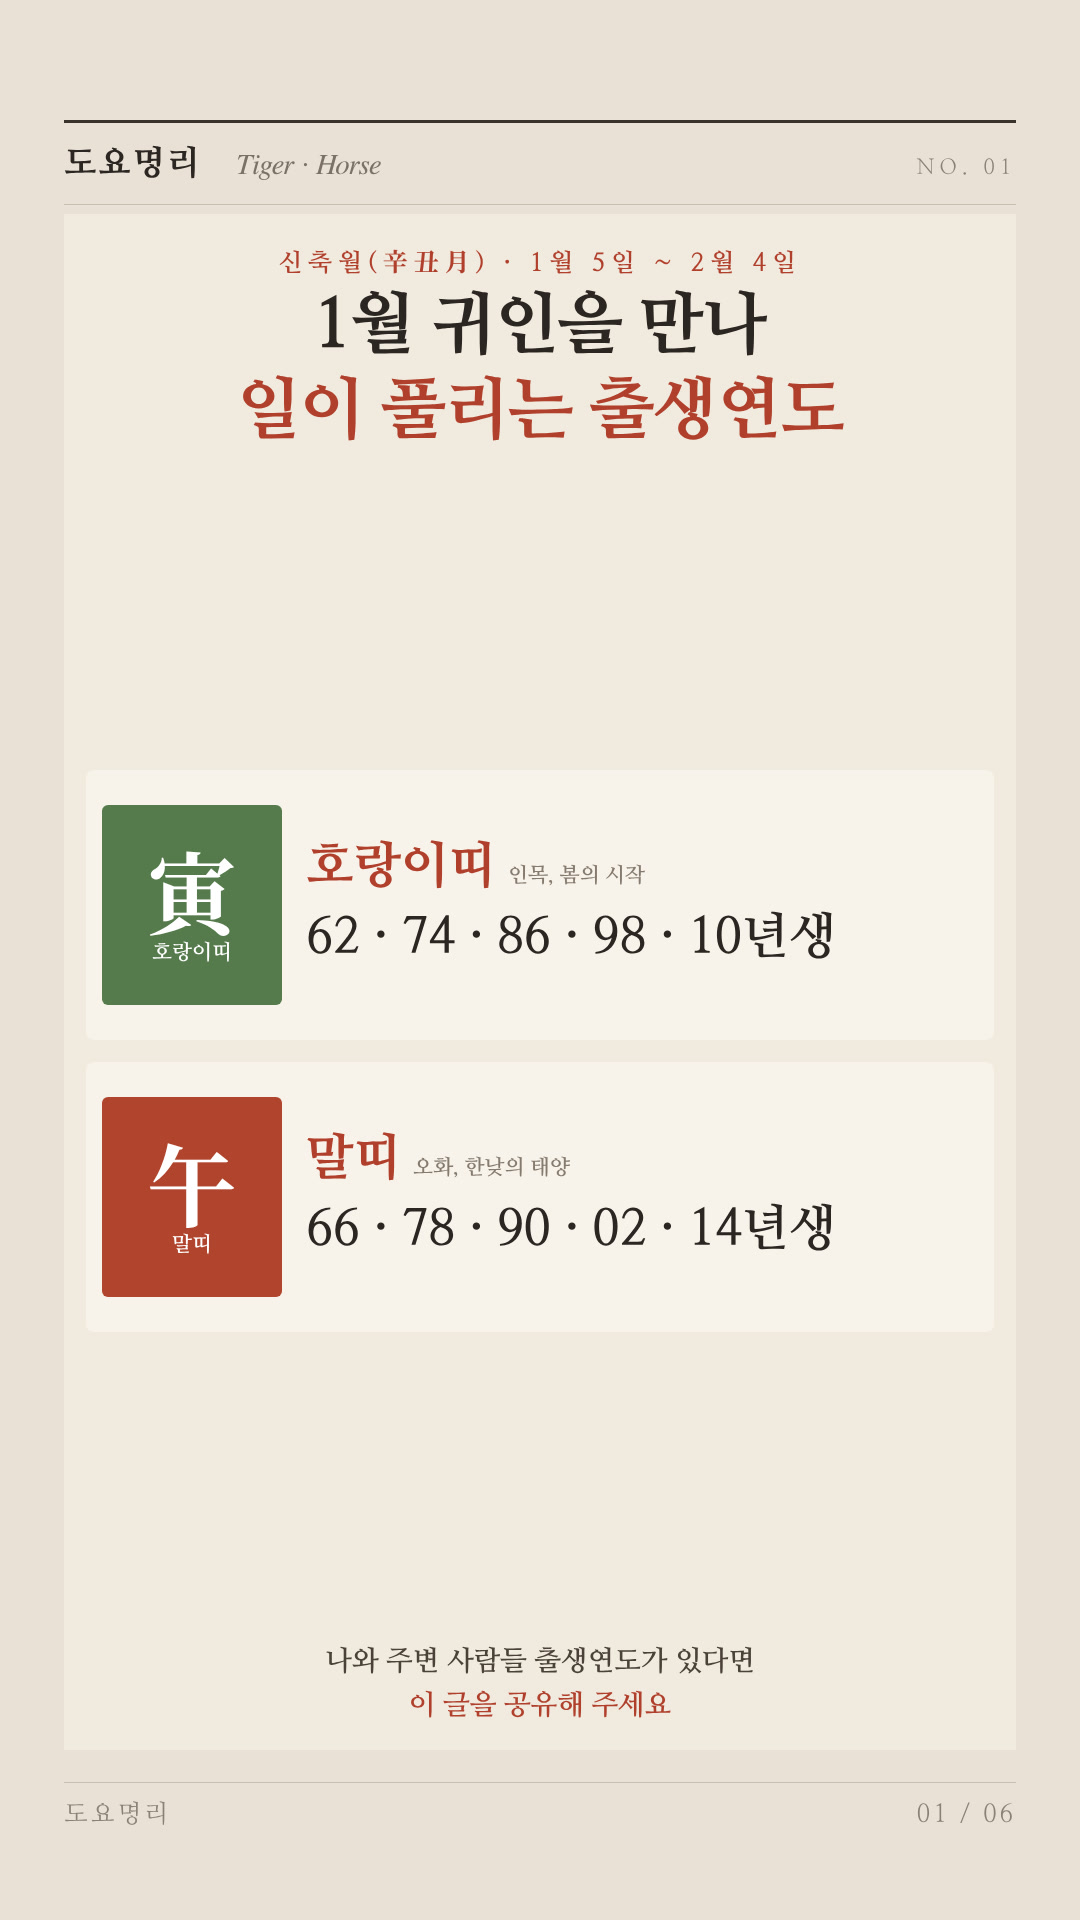 도요명리 Tiger · Horse NO. 01
신축월(辛丑月) · 1월 5일 ~ 2월 4일
1월 귀인을 만나
일이 풀리는 출생연도
寅
호랑이띠
호랑이띠 인목, 봄의 시작
62 · 74 · 86 · 98 · 10년생
午
말띠
말띠 오화, 한낮의 태양
66 · 78 · 90 · 02 · 14년생
나와 주변 사람들 출생연도가 있다면
이 글을 공유해 주세요
도요명리 01 / 06